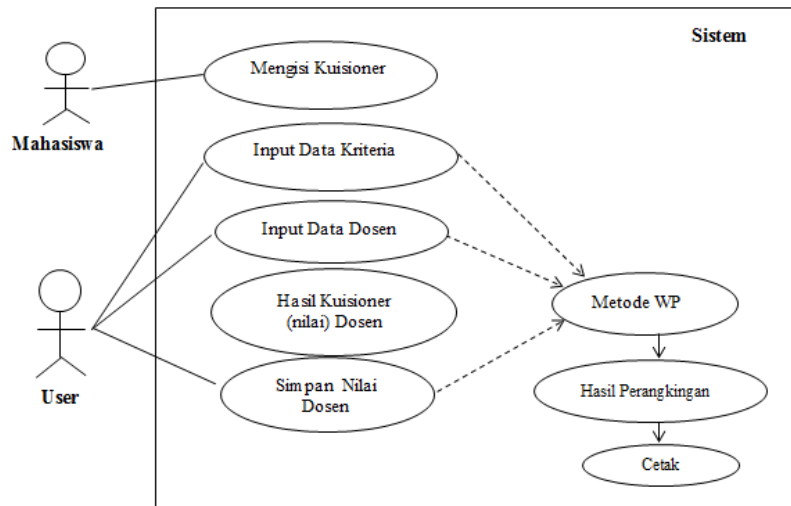 Sistem
Mengisi Kuisioner
Mahasiswa
Input Data Kriteria
Input Data Dosen
Hasil Kuisioner
(nilai) Dosen
Metode WP
Simpan Nilai
Dosen
User
Hasil Perangkingan
Cetak